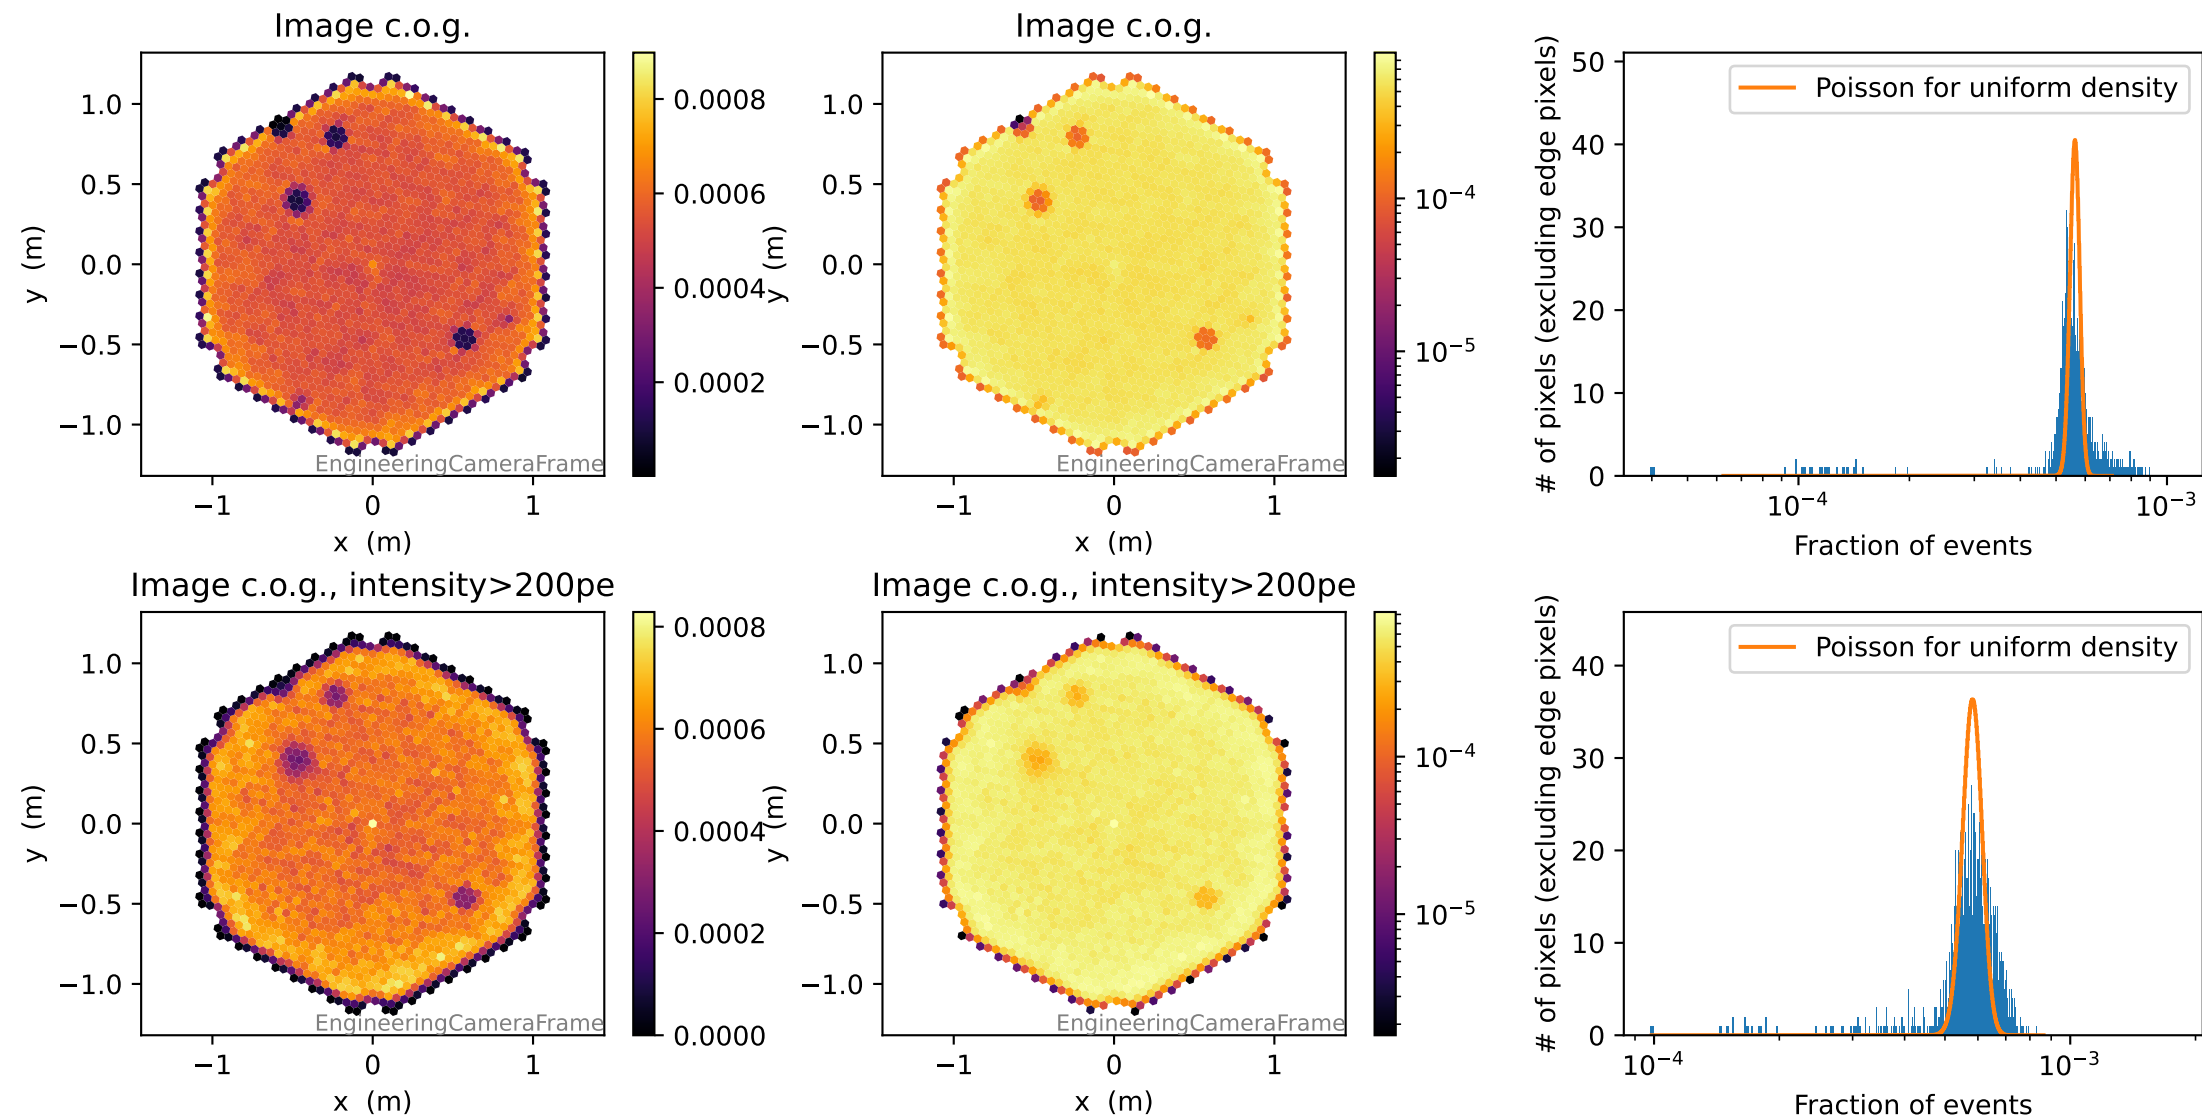 Image c.o.g.
1.0
0.5
0.0
−0.5
−1.0
y (m)
−1
0
1
x (m)
EngineeringCameraFrame
0.0008
0.0006
0.0004
0.0002
Image c.o.g.
1.0
0.5
0.0
−0.5
−1.0
y (m)
−1
0
1
x (m)
EngineeringCameraFrame
10⁻⁴
10⁻⁵
# of pixels (excluding edge pixels)
50
40
30
20
10
0
Poisson for uniform density
10⁻⁴
10⁻³
Fraction of events
Image c.o.g., intensity>200pe
1.0
0.5
0.0
−0.5
−1.0
y (m)
−1
0
1
x (m)
EngineeringCameraFrame
0.0008
0.0006
0.0004
0.0002
0.0000
Image c.o.g., intensity>200pe
1.0
0.5
0.0
−0.5
−1.0
y (m)
−1
0
1
x (m)
EngineeringCameraFrame
10⁻⁴
10⁻⁵
# of pixels (excluding edge pixels)
40
30
20
10
0
Poisson for uniform density
10⁻⁴
10⁻³
Fraction of events